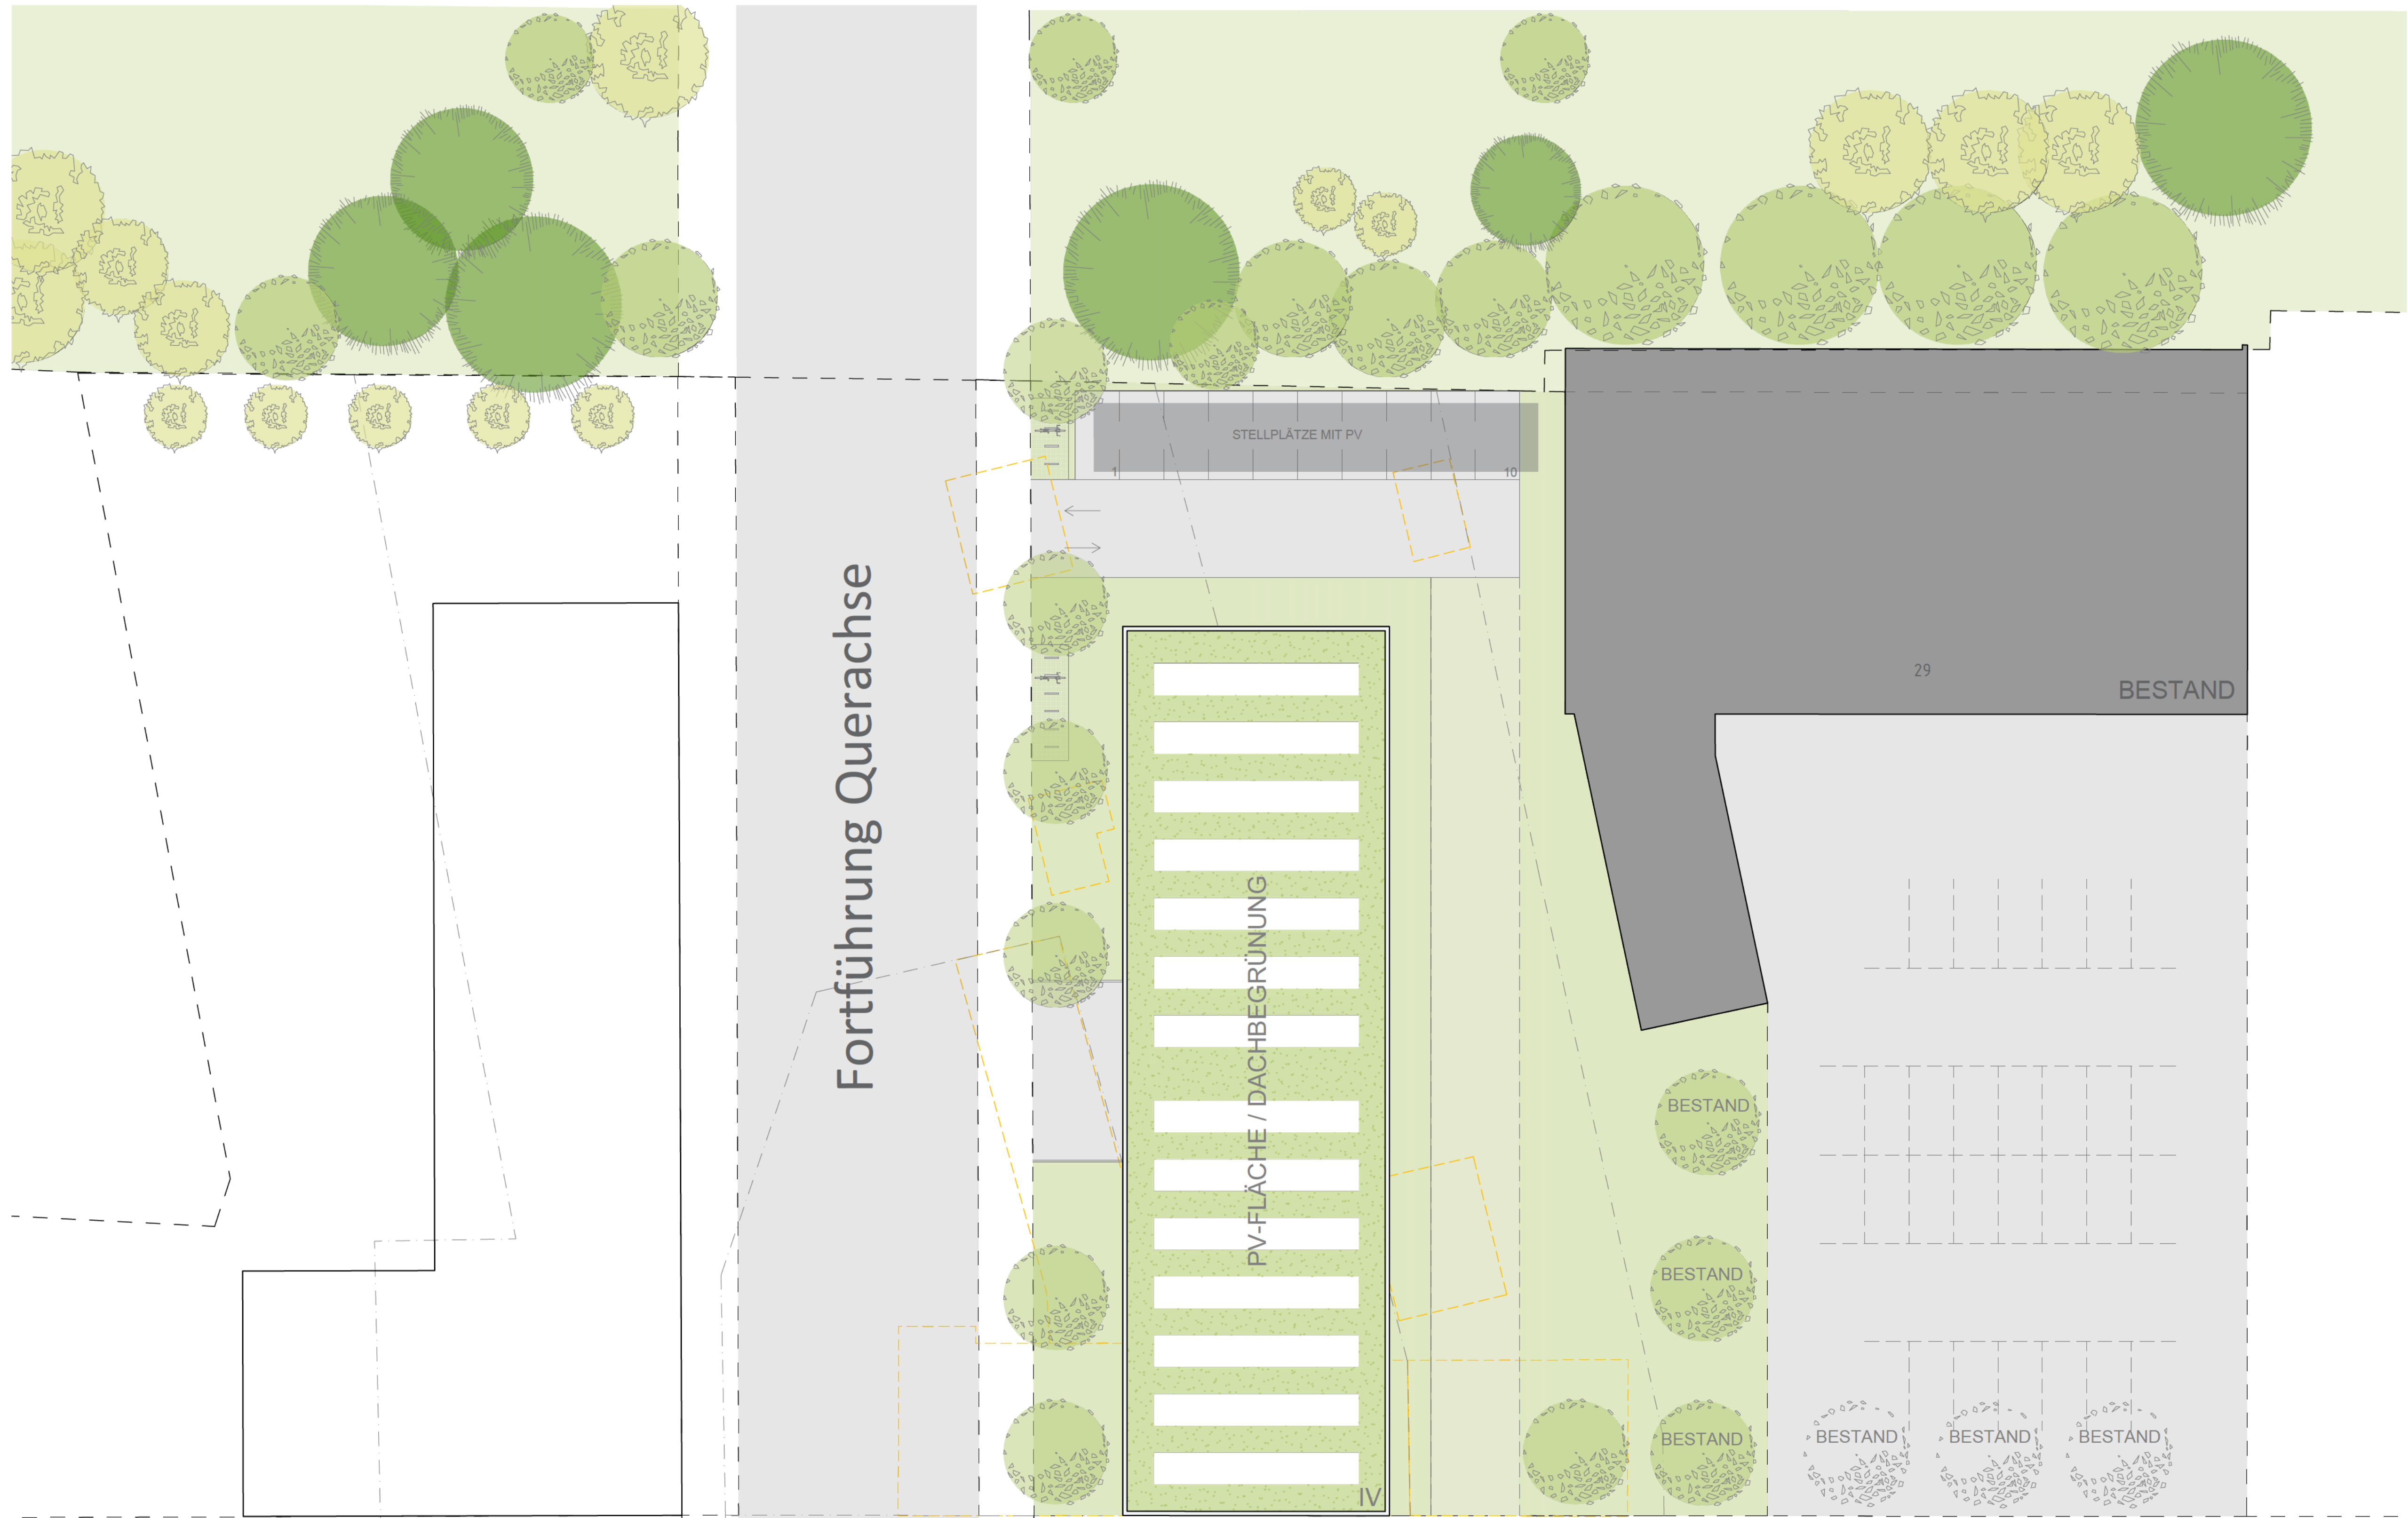 STELLPLÄTZE MIT PV
1
10
Fortführung Querachse
29
BESTAND
PV-FLÄCHE / DACHBEGRÜNUNG
BESTAND
BESTAND
BESTAND
BESTAND
BESTAND
BESTAND
IV